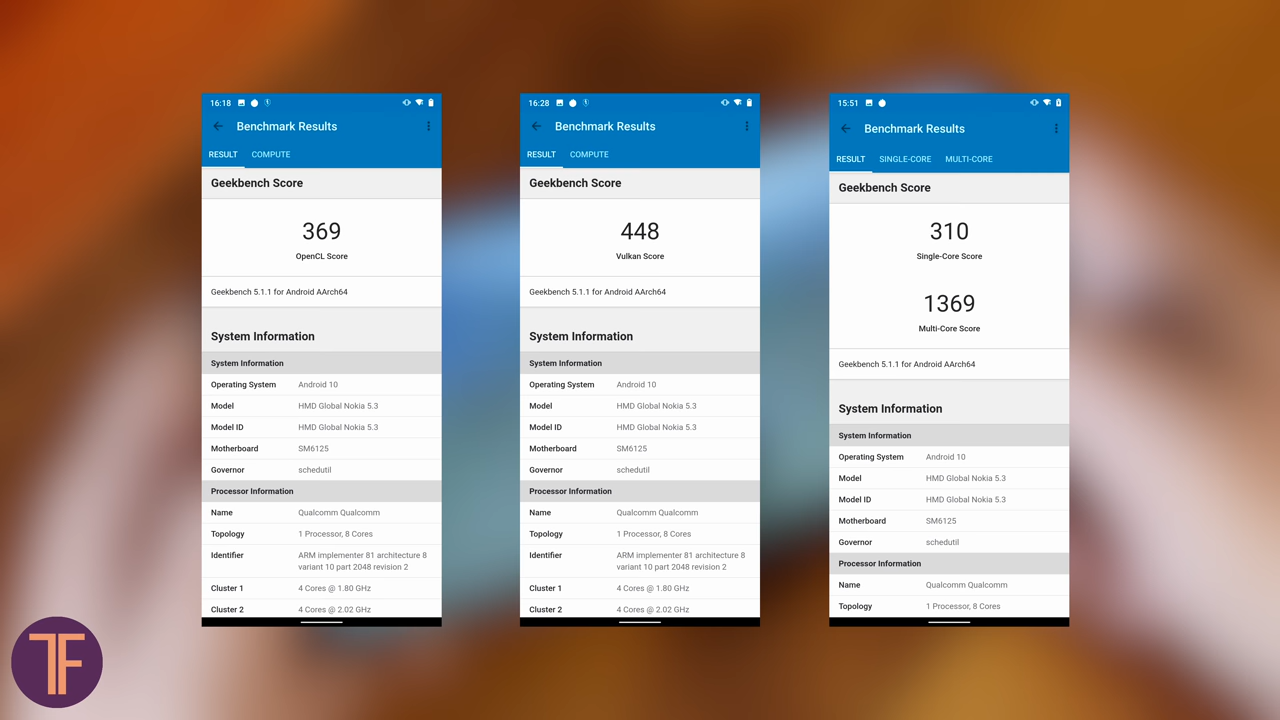 16:18
Benchmark Results
RESULT COMPUTE
Geekbench Score
369
OpenCL Score
Geekbench 5.1.1 for Android AArch64
System Information
System Information
Operating System Android 10
Model HMD Global Nokia 5.3
Model ID HMD Global Nokia 5.3
Motherboard SM6125
Governor schedutil
Processor Information
Name Qualcomm Qualcomm
Topology 1 Processor, 8 Cores
Identifier ARM implementer 81 architecture 8
variant 10 part 2048 revision 2
Cluster 1 4 Cores @ 1.80 GHz
Cluster 2 4 Cores @ 2.02 GHz
16:28
Benchmark Results
RESULT COMPUTE
Geekbench Score
448
Vulkan Score
Geekbench 5.1.1 for Android AArch64
System Information
System Information
Operating System Android 10
Model HMD Global Nokia 5.3
Model ID HMD Global Nokia 5.3
Motherboard SM6125
Governor schedutil
Processor Information
Name Qualcomm Qualcomm
Topology 1 Processor, 8 Cores
Identifier ARM implementer 81 architecture 8
variant 10 part 2048 revision 2
Cluster 1 4 Cores @ 1.80 GHz
Cluster 2 4 Cores @ 2.02 GHz
15:51
Benchmark Results
RESULT SINGLE-CORE MULTI-CORE
Geekbench Score
310
Single-Core Score
1369
Multi-Core Score
Geekbench 5.1.1 for Android AArch64
System Information
System Information
Operating System Android 10
Model HMD Global Nokia 5.3
Model ID HMD Global Nokia 5.3
Motherboard SM6125
Governor schedutil
Processor Information
Name Qualcomm Qualcomm
Topology 1 Processor, 8 Cores
TF